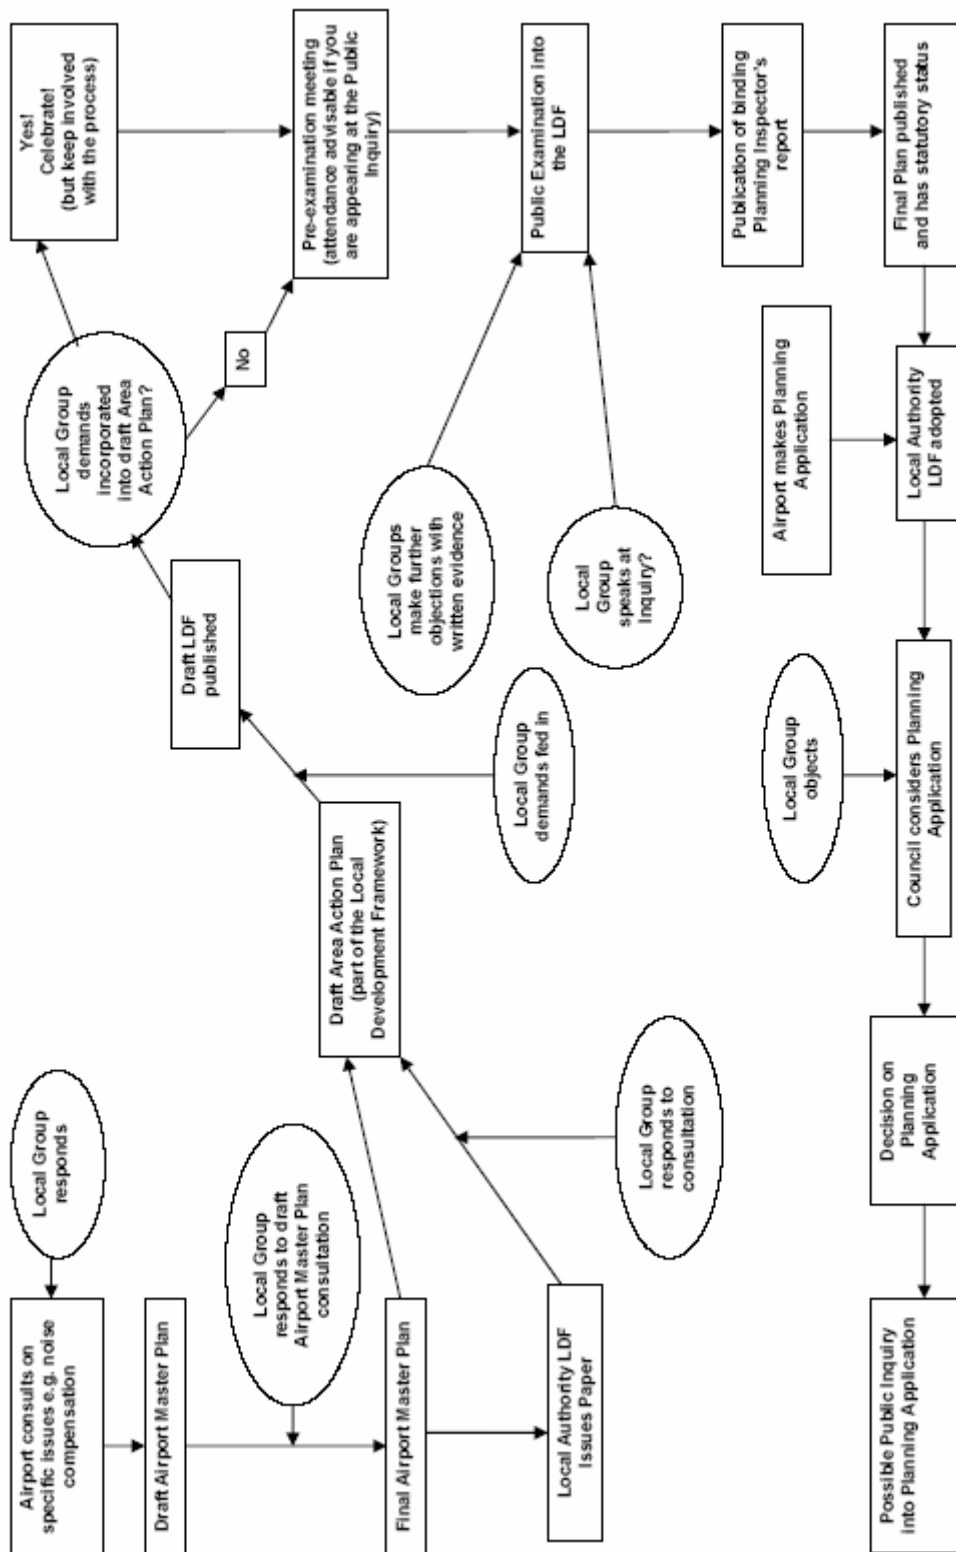 Airport consults on
specific issues e.g. noise
compensation
Local Group
responds
Draft Airport Master Plan
Local Group
responds to draft
Airport Master Plan
consultation
Final Airport Master Plan
Local Authority LDF
Issues Paper
Local Group
responds to
consultation
Draft Area Action Plan
(part of the Local
Development Framework)
Local Group
demands fed in
Draft LDF
published
Local Group
demands
incorporated
into draft Area
Action Plan?
Yes!
Celebrate!
(but keep involved
with the process)
No
Pre-examination meeting
(attendance advisable if you
are appearing at the Public
Inquiry)
Local Groups
make further
objections with
written evidence
Local
Group
speaks at
Inquiry?
Public Examination into
the LDF
Publication of binding
Planning Inspector's
report
Final Plan published
and has statutory status
Airport makes Planning
Application
Local Authority
LDF adopted
Local Group
objects
Council considers Planning
Application
Decision on
Planning
Application
Possible Public Inquiry
into Planning Application